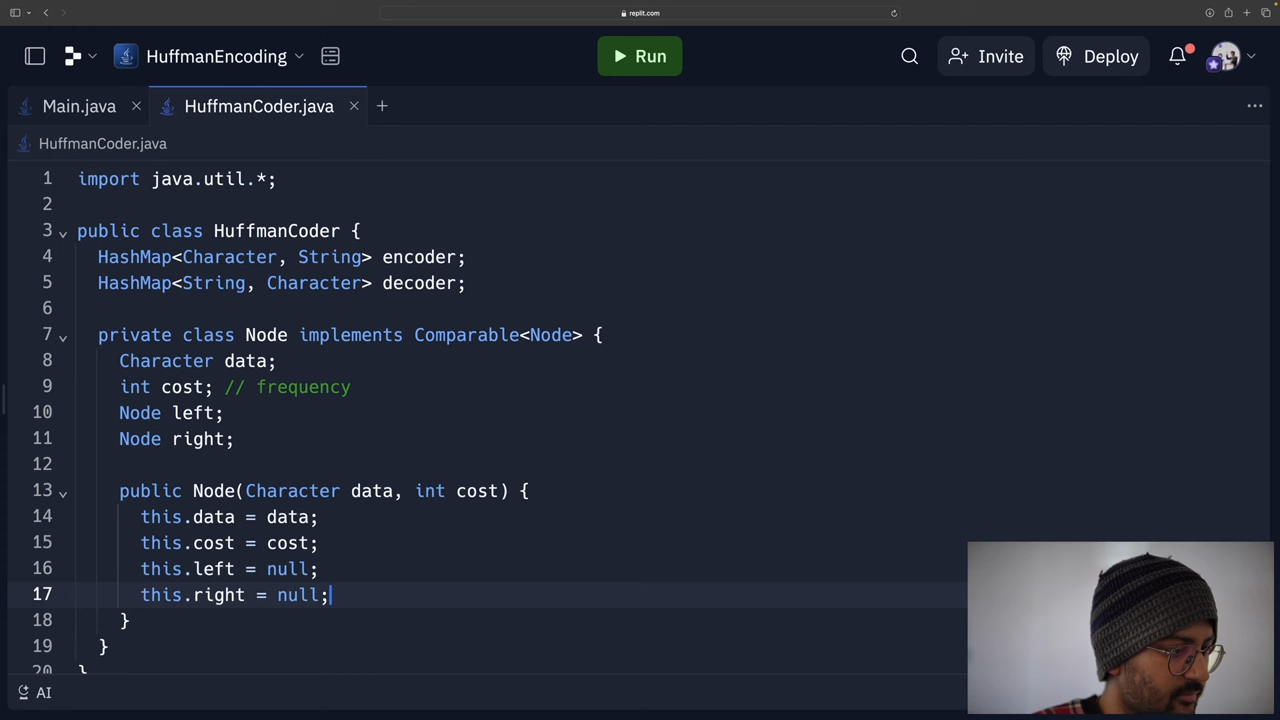 replit.com
HuffmanEncoding
Run
Invite
Deploy
Main.java
HuffmanCoder.java
HuffmanCoder.java
1 import java.util.*;
2
3 public class HuffmanCoder {
4 HashMap<Character, String> encoder;
5 HashMap<String, Character> decoder;
6
7 private class Node implements Comparable<Node> {
8 Character data;
9 int cost; // frequency
10 Node left;
11 Node right;
12
13 public Node(Character data, int cost) {
14 this.data = data;
15 this.cost = cost;
16 this.left = null;
17 this.right = null;
18 }
19 }
20 }
AI